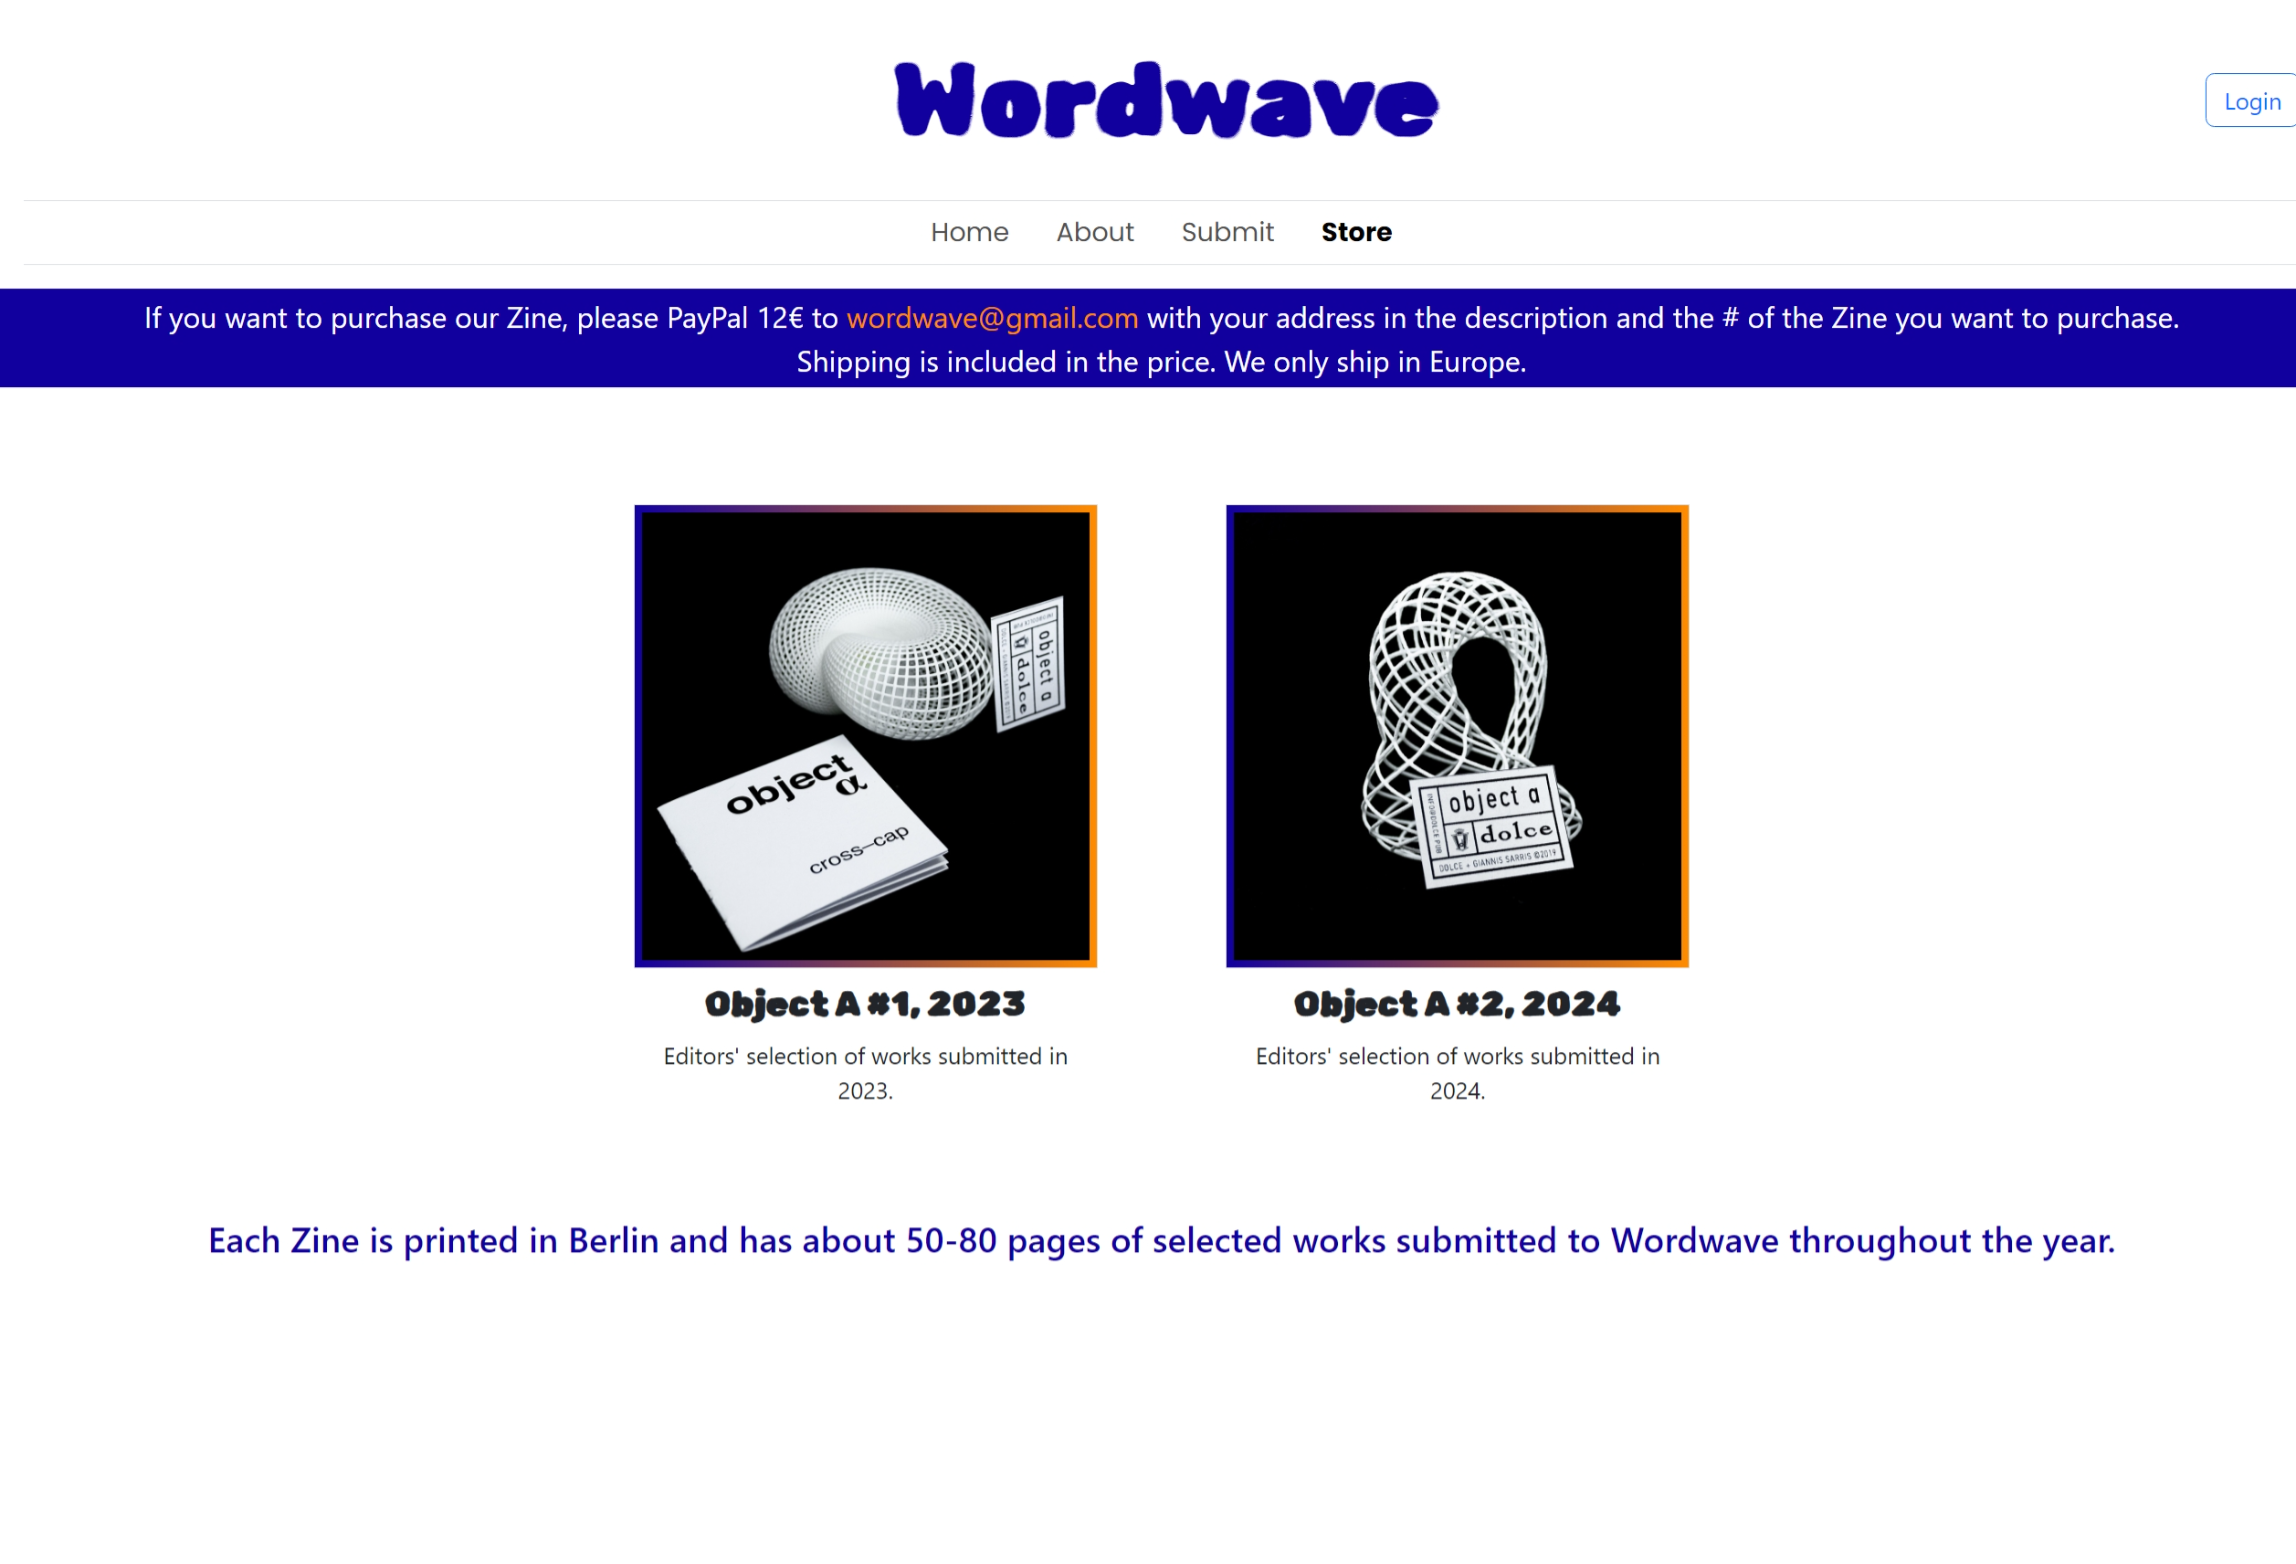 Wordwave
Login
Home About Submit Store
If you want to purchase our Zine, please PayPal 12€ to wordwave@gmail.com with your address in the description and the # of the Zine you want to purchase.
Shipping is included in the price. We only ship in Europe.
object a
dolce
object
α
cross–cap
object a
dolce
DOLCE + GIANNIS SARRIS ©2019
Object A #1, 2023
Editors' selection of works submitted in
2023.
Object A #2, 2024
Editors' selection of works submitted in
2024.
Each Zine is printed in Berlin and has about 50-80 pages of selected works submitted to Wordwave throughout the year.